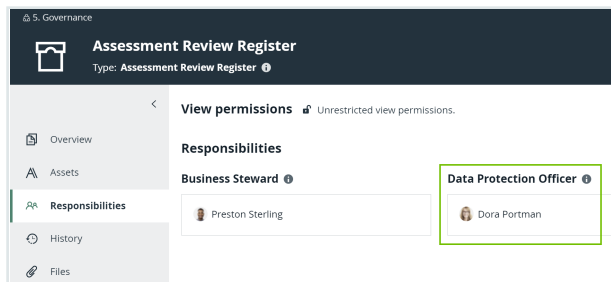 5. Governance
Assessment Review Register
Type: Assessment Review Register
View permissions Unrestricted view permissions.
Overview
Assets
Responsibilities
History
Files
Responsibilities
Business Steward
Data Protection Officer
Preston Sterling
Dora Portman